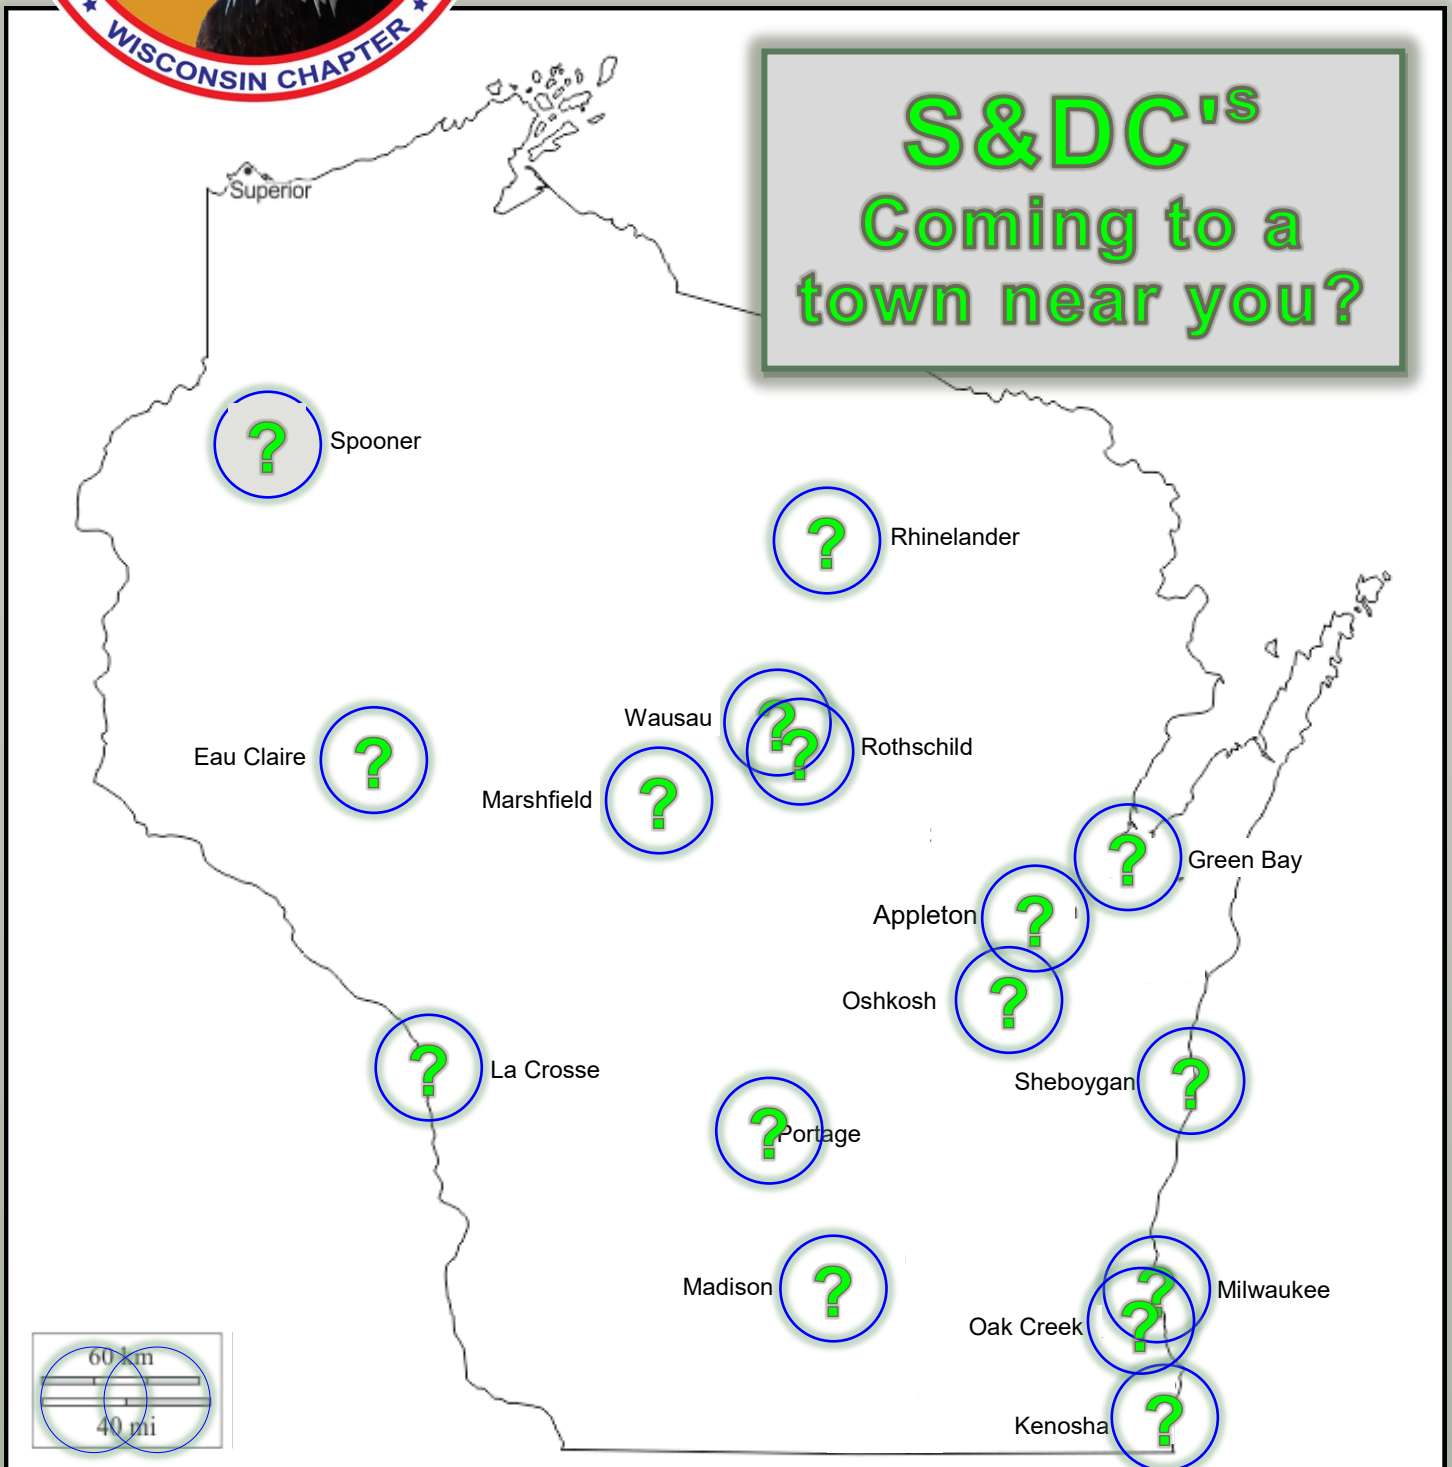 WISCONSIN CHAPTER
S&DC's
Coming to a
town near you?
Superior
? Spooner
? Rhinelander
Wausau ?
? Rothschild
Eau Claire ?
Marshfield ?
? Green Bay
Appleton ?
Oshkosh ?
? La Crosse
Sheboygan ?
? Portage
Madison ?
? Milwaukee
Oak Creek ?
60 km
40 mi
Kenosha ?